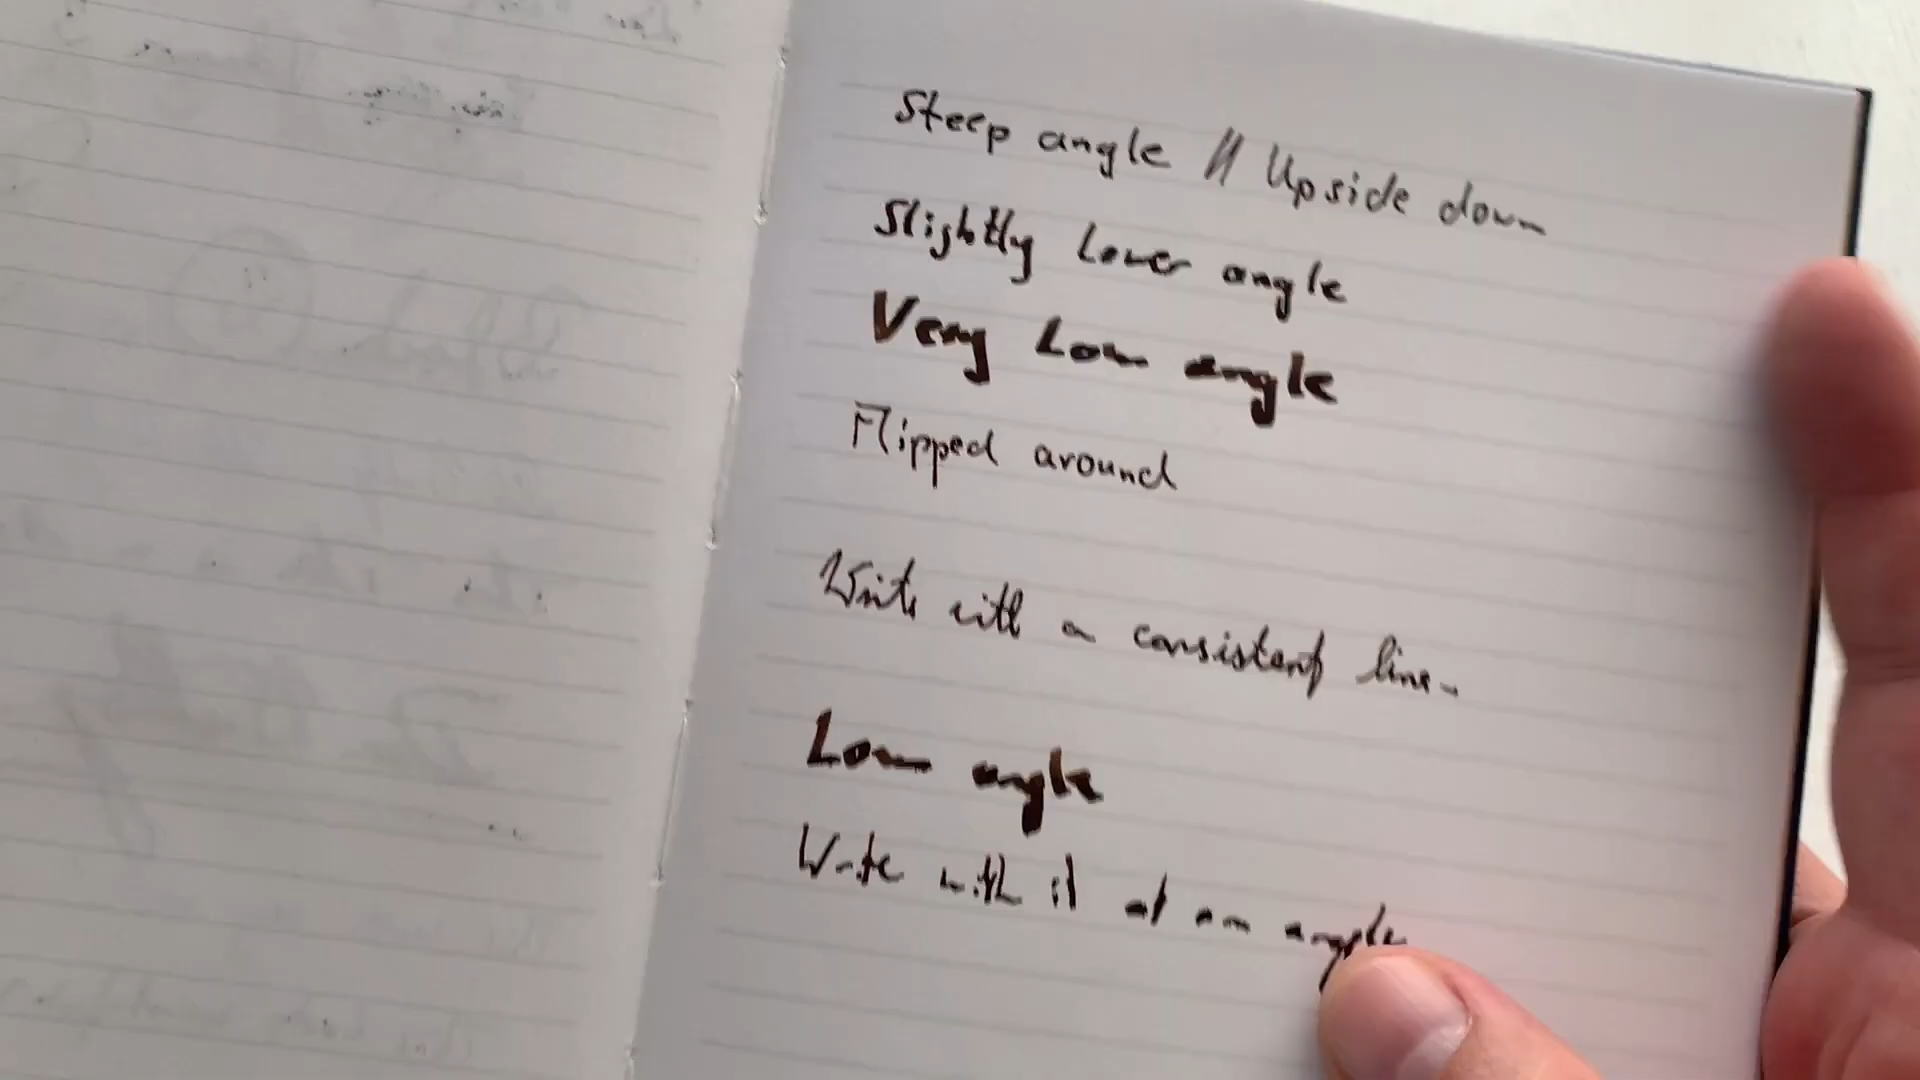 Steep angle // Upside down
Slightly lower angle
Very Low angle
Flipped around
Write with a consistent line.
Low angle
Write with it at an angle